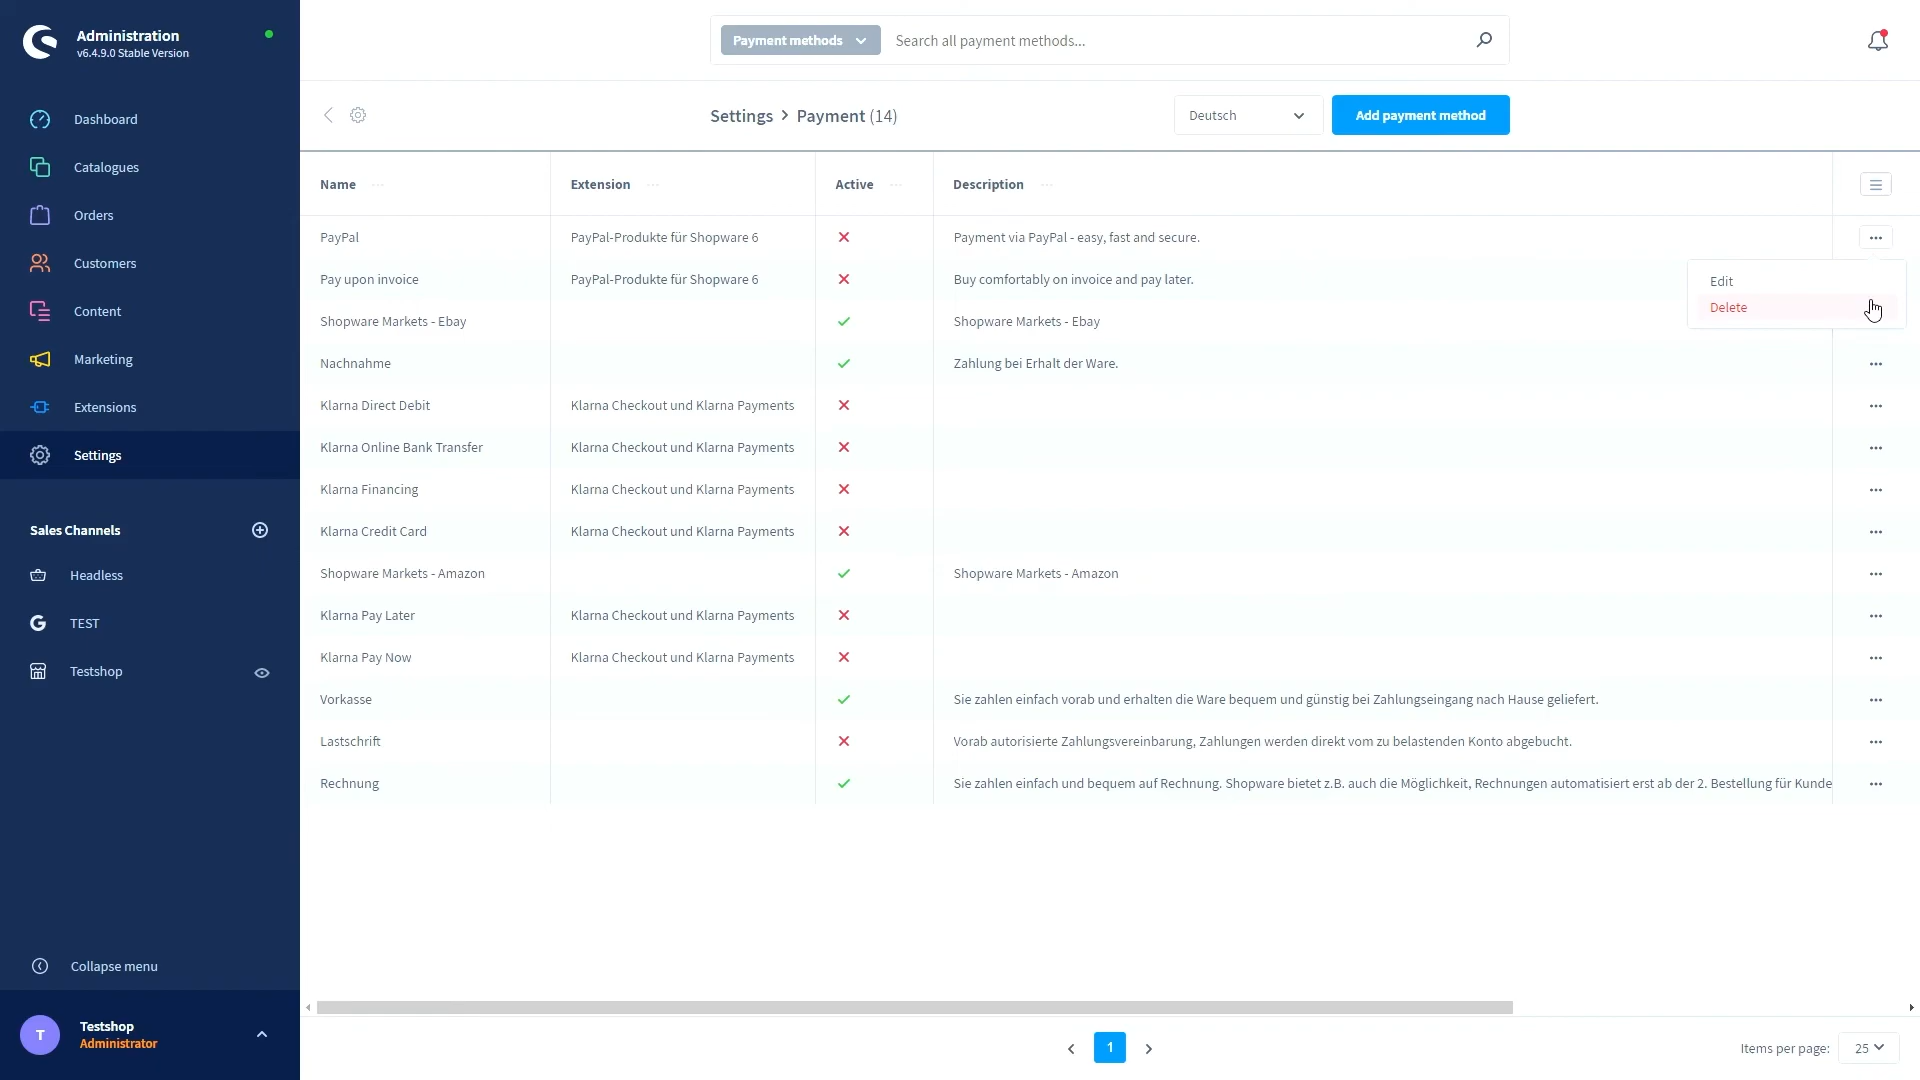 Administration
v6.4.9.0 Stable Version
Dashboard
Catalogues
Orders
Customers
Content
Marketing
Extensions
Settings
Sales Channels
Headless
TEST
Testshop
Collapse menu
T
Testshop
Administrator
Payment methods
Search all payment methods...
Settings > Payment (14)
Deutsch
Add payment method
Name Extension Active Description
PayPal PayPal-Produkte für Shopware 6 Payment via PayPal - easy, fast and secure.
Pay upon invoice PayPal-Produkte für Shopware 6 Buy comfortably on invoice and pay later.
Edit
Delete
Shopware Markets - Ebay Shopware Markets - Ebay
Nachnahme Zahlung bei Erhalt der Ware.
Klarna Direct Debit Klarna Checkout und Klarna Payments
Klarna Online Bank Transfer Klarna Checkout und Klarna Payments
Klarna Financing Klarna Checkout und Klarna Payments
Klarna Credit Card Klarna Checkout und Klarna Payments
Shopware Markets - Amazon Shopware Markets - Amazon
Klarna Pay Later Klarna Checkout und Klarna Payments
Klarna Pay Now Klarna Checkout und Klarna Payments
Vorkasse Sie zahlen einfach vorab und erhalten die Ware bequem und günstig bei Zahlungseingang nach Hause geliefert.
Lastschrift Vorab autorisierte Zahlungsvereinbarung, Zahlungen werden direkt vom zu belastenden Konto abgebucht.
Rechnung Sie zahlen einfach und bequem auf Rechnung. Shopware bietet z.B. auch die Möglichkeit, Rechnungen automatisiert erst ab der 2. Bestellung für Kunde
1
Items per page: 25